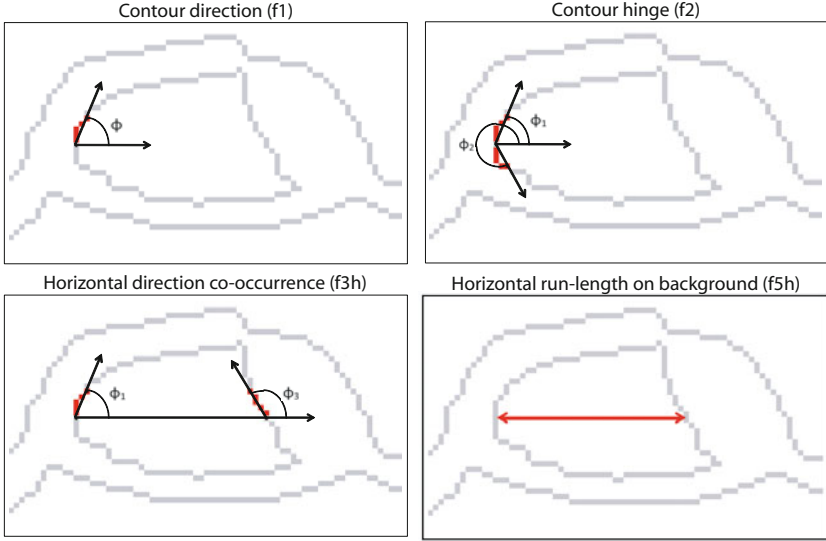 Contour direction (f1)
ϕ
Contour hinge (f2)
ϕ1
ϕ2
Horizontal direction co-occurrence (f3h)
ϕ1
ϕ3
Horizontal run-length on background (f5h)